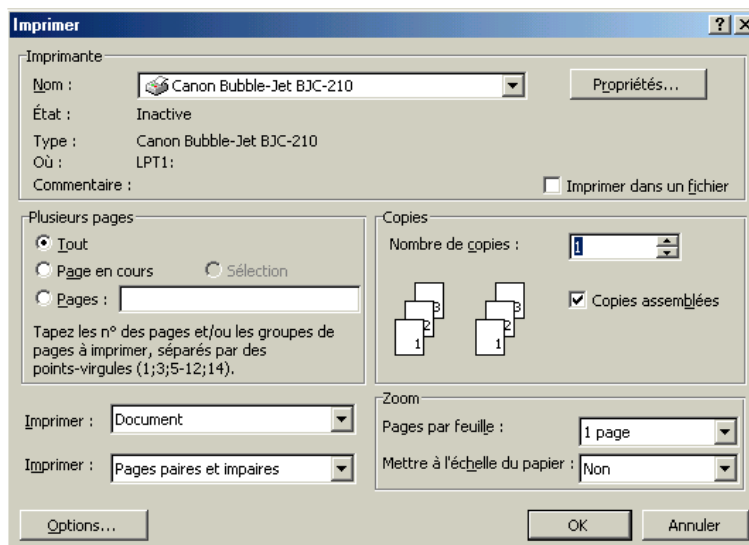 Imprimer
Imprimante
Nom : Canon Bubble-Jet BJC-210 Propriétés...
État : Inactive
Type : Canon Bubble-Jet BJC-210
Où : LPT1:
Commentaire : Imprimer dans un fichier
Plusieurs pages
Tout
Page en cours Sélection
Pages :
Tapez les n° des pages et/ou les groupes de
pages à imprimer, séparés par des
points-virgules (1;3;5-12;14).
Copies
Nombre de copies : 1
3 3
2 2
1 1
Copies assemblées
Imprimer : Document
Imprimer : Pages paires et impaires
Zoom
Pages par feuille : 1 page
Mettre à l'échelle du papier : Non
Options... OK Annuler